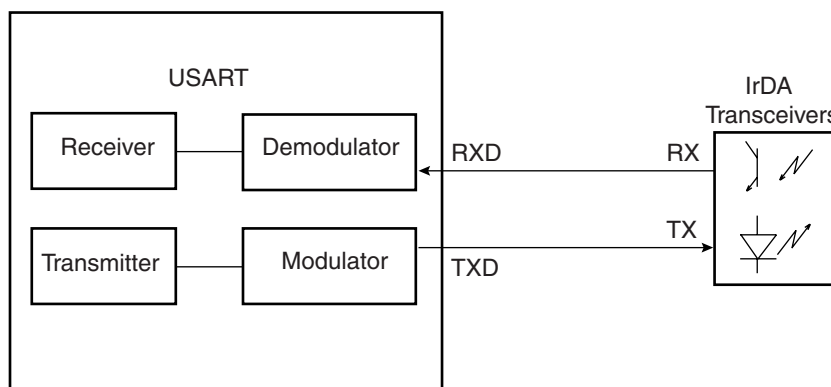 USART
IrDA
Transceivers
Receiver
Demodulator
RXD
RX
Transmitter
Modulator
TXD
TX